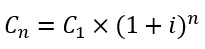 Cₙ = C₁ × (1 + i)ⁿ